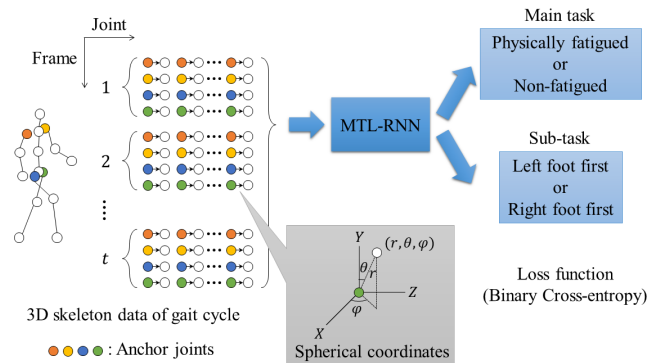 Joint
Frame
1
2
t
3D skeleton data of gait cycle
: Anchor joints
MTL-RNN
Main task
Physically fatigued
or
Non-fatigued
Sub-task
Left foot first
or
Right foot first
Loss function
(Binary Cross-entropy)
Y
(r, θ, φ)
θ
r
Z
φ
X
Spherical coordinates